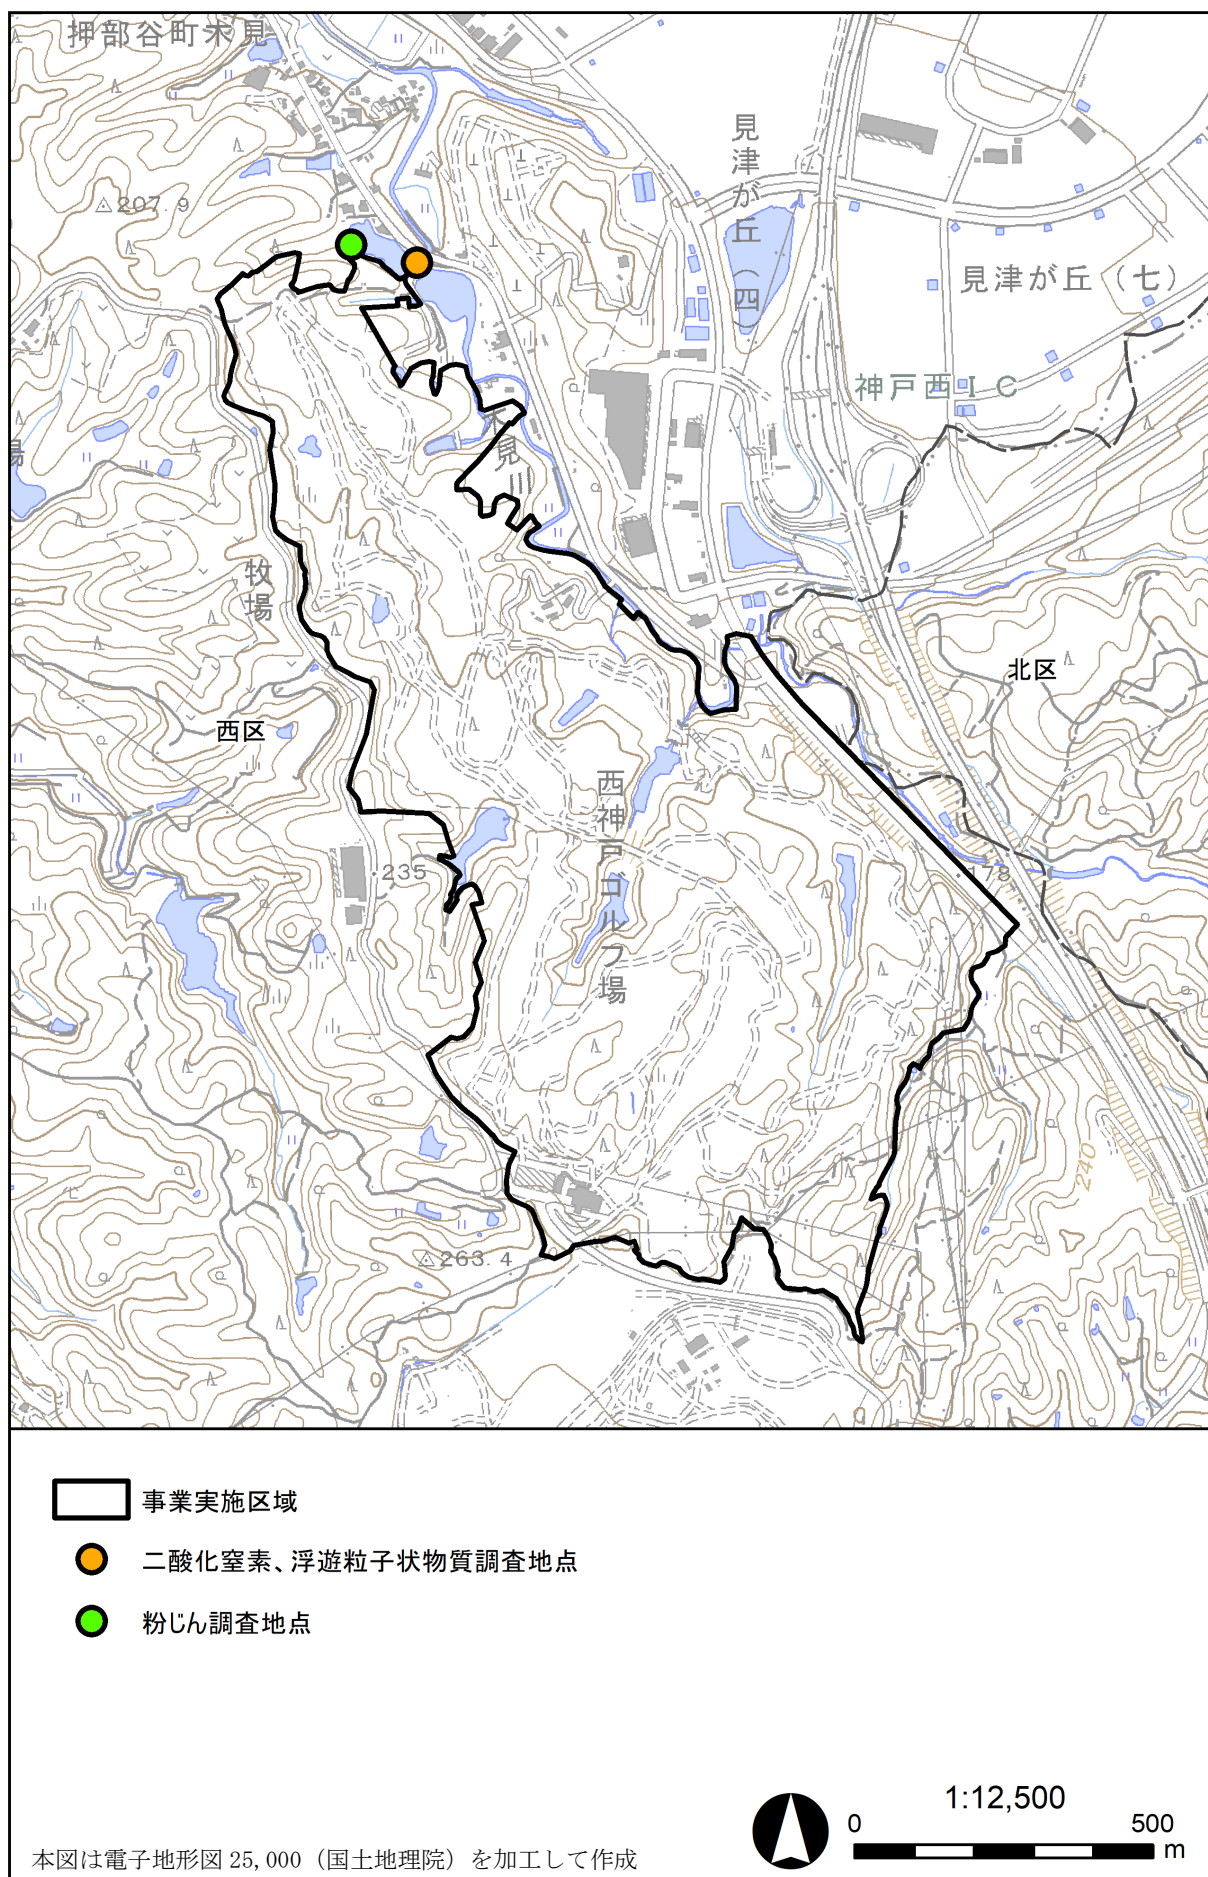 押部谷町木見
207.9
見津が丘(四)
見津が丘(七)
神戸西IC
木見川
場
牧場
北区
西区
西神戸ゴルフ場
235
178
240
263.4
事業実施区域
二酸化窒素、浮遊粒子状物質調査地点
粉じん調査地点
1:12,500
0 500
m
本図は電子地形図 25,000（国土地理院）を加工して作成